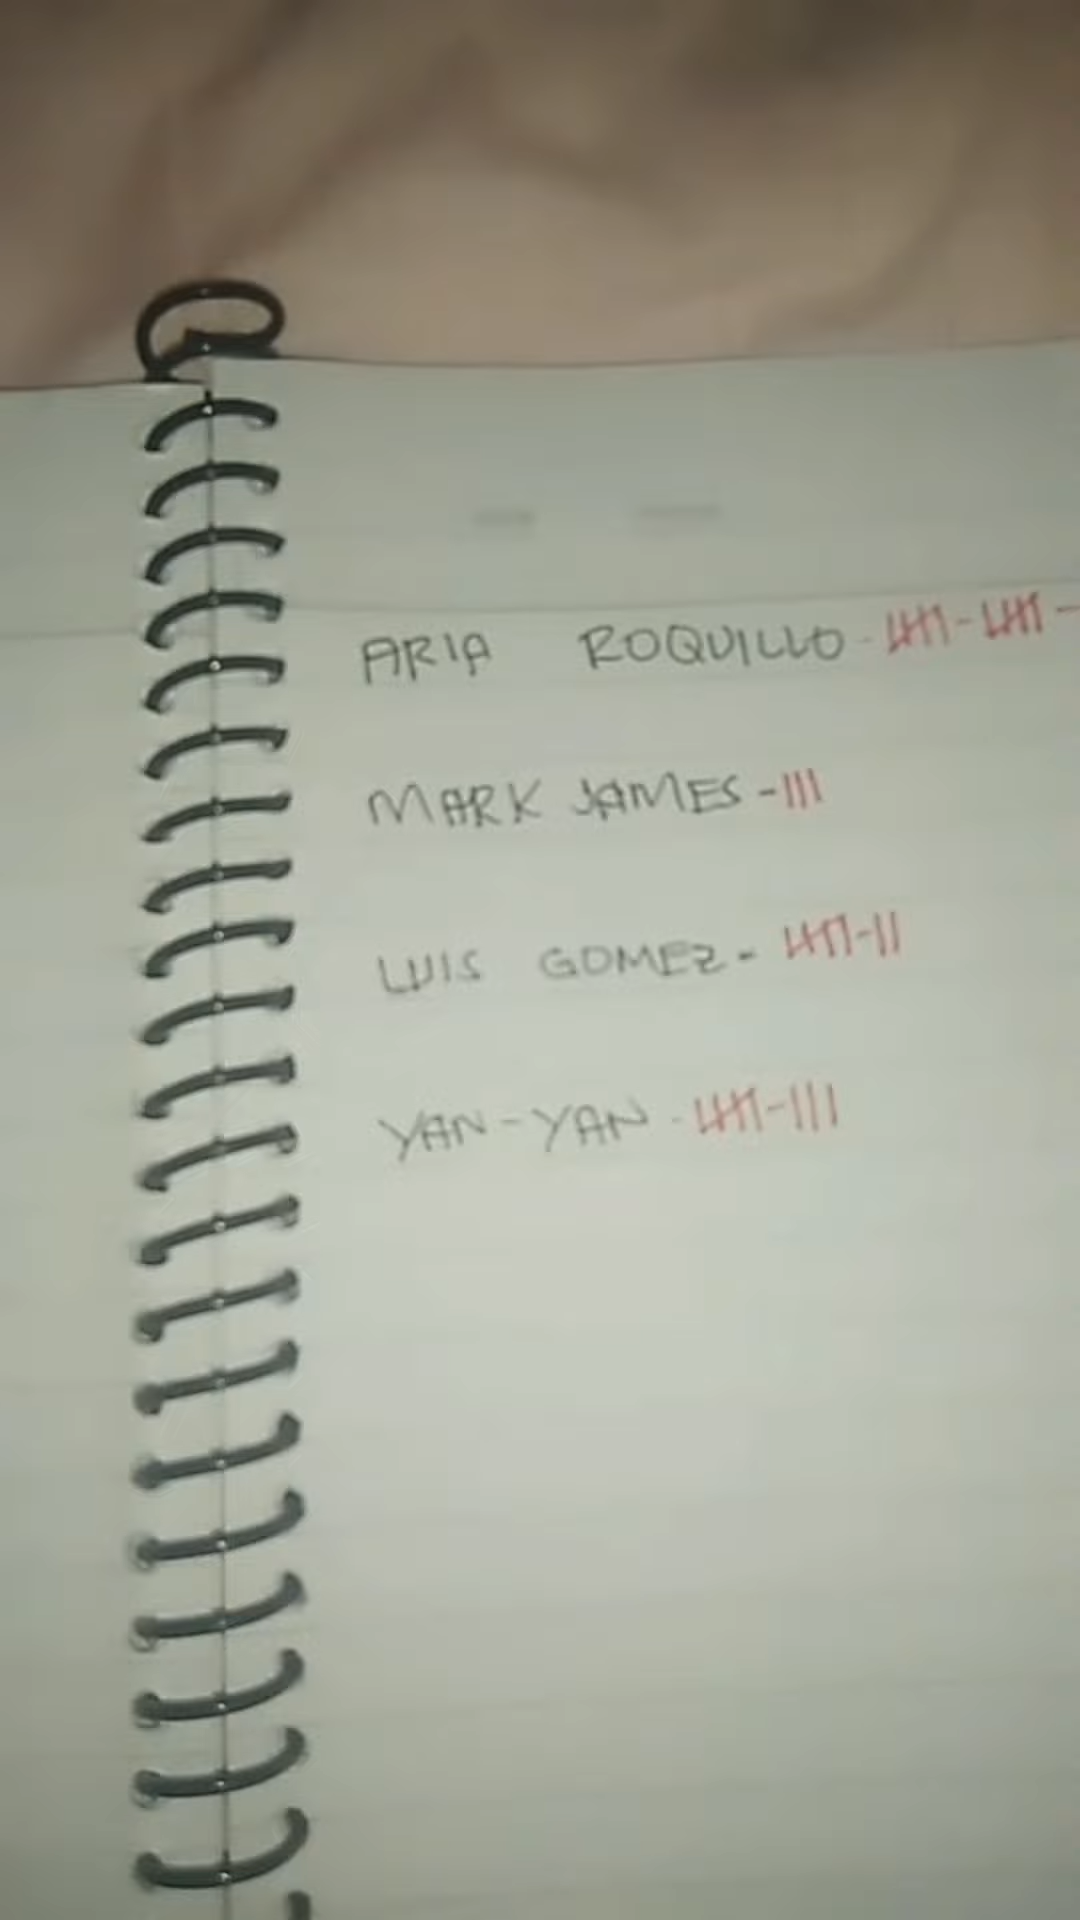 ARIA ROQUILLO - 卌 - 卌 -
MARK JAMES - III
LUIS GOMEZ - 卌 - II
YAN-YAN - 卌 - III